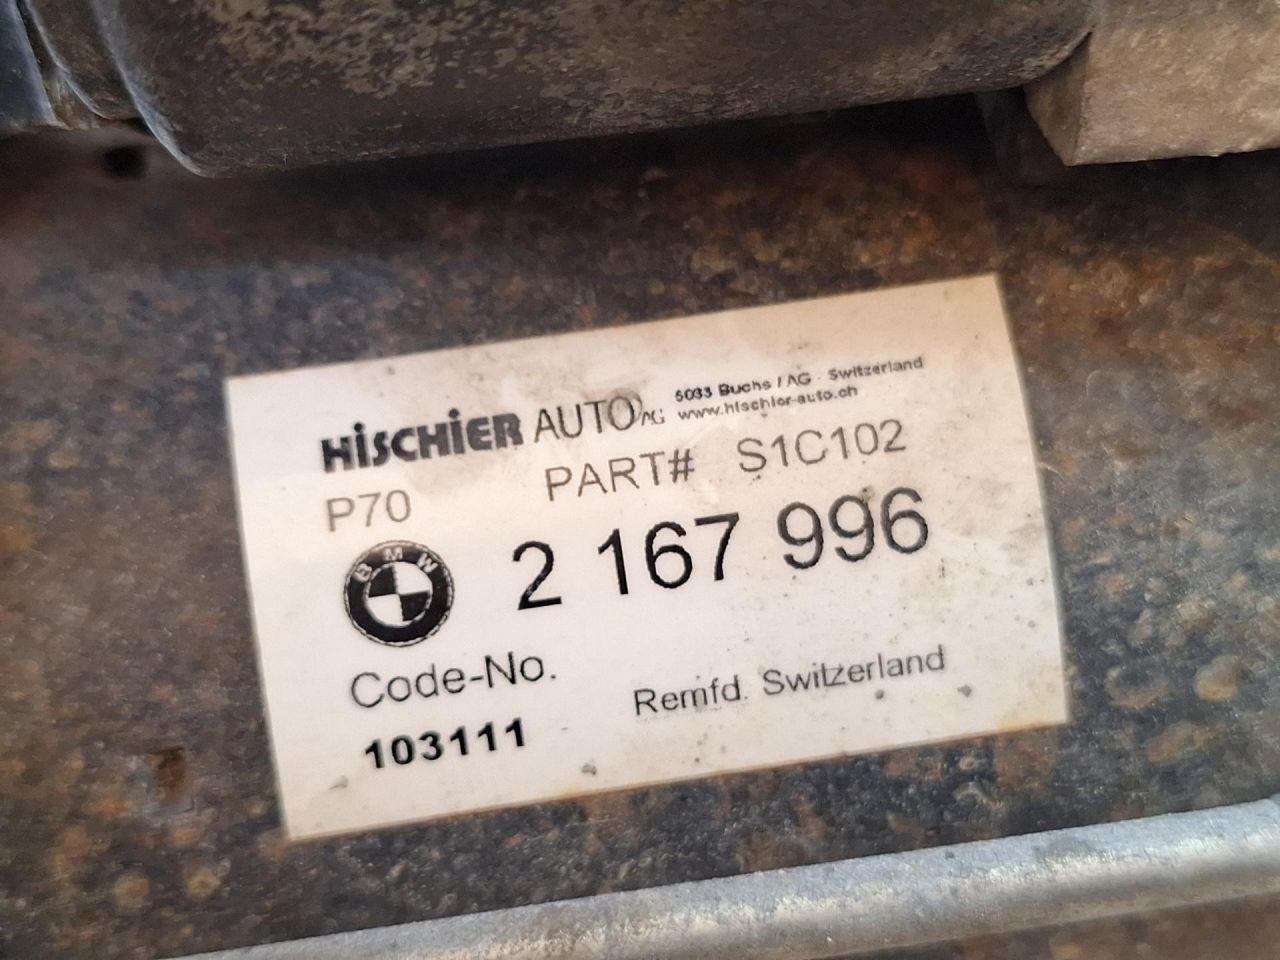 HiSCHiER AUTO AG 5033 Buchs / AG - Switzerland
www.hischier-auto.ch
P70 PART# S1C102
BMW 2 167 996
Code-No.
103111 Remfd. Switzerland